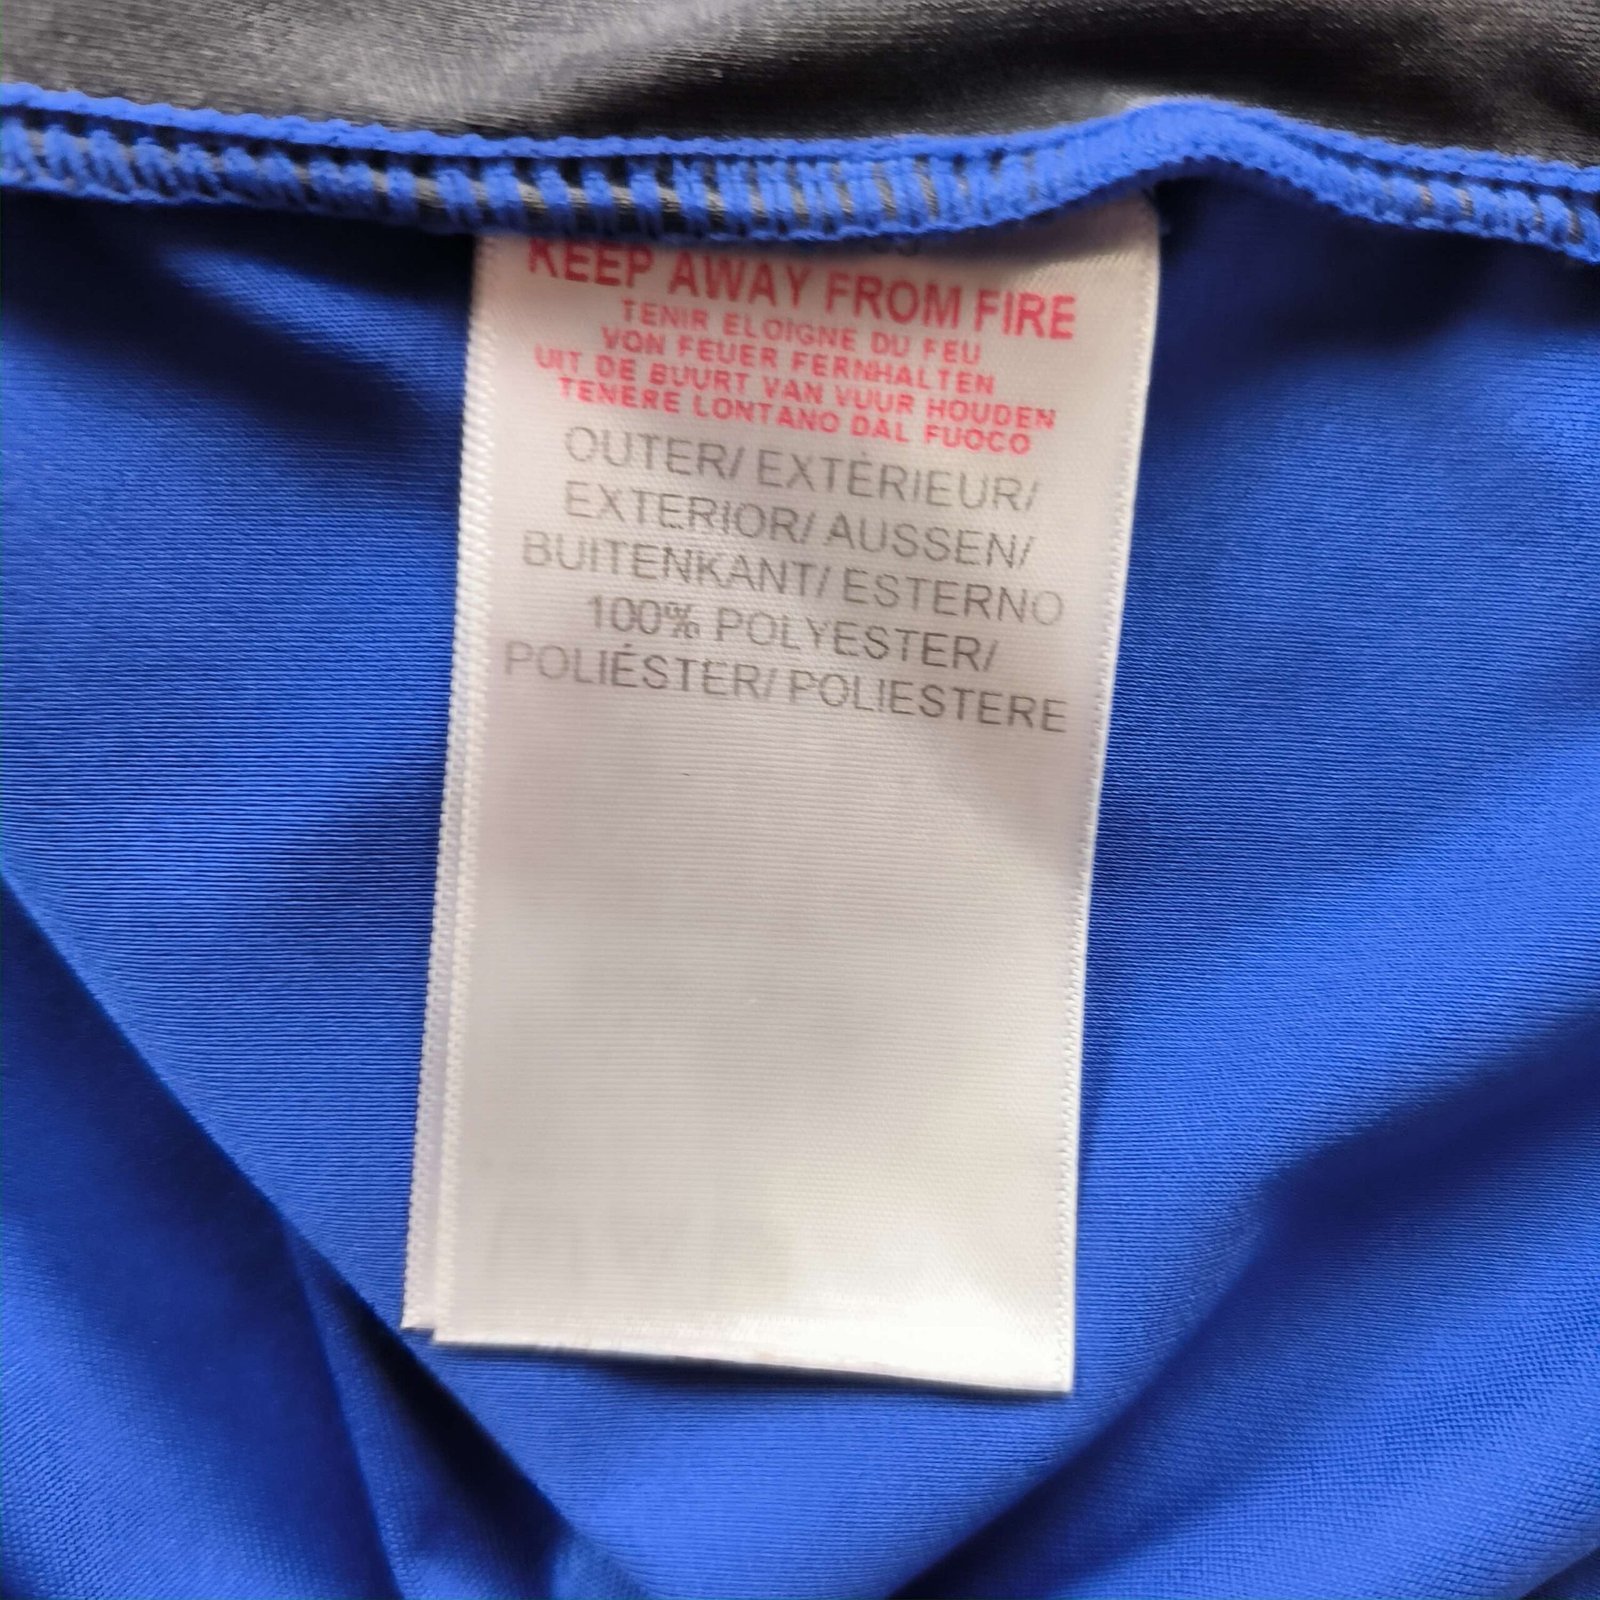 KEEP AWAY FROM FIRE
TENIR ELOIGNE DU FEU
VON FEUER FERNHALTEN
UIT DE BUURT VAN VUUR HOUDEN
TENERE LONTANO DAL FUOCO
OUTER/ EXTÉRIEUR/
EXTERIOR/ AUSSEN/
BUITENKANT/ ESTERNO
100% POLYESTER/
POLIÉSTER/ POLIESTERE